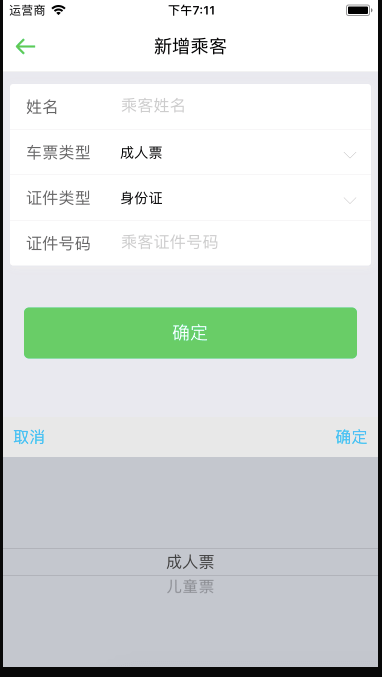 运营商 下午7:11
新增乘客
姓名 乘客姓名
车票类型 成人票
证件类型 身份证
证件号码 乘客证件号码
确定
取消 确定
成人票
儿童票